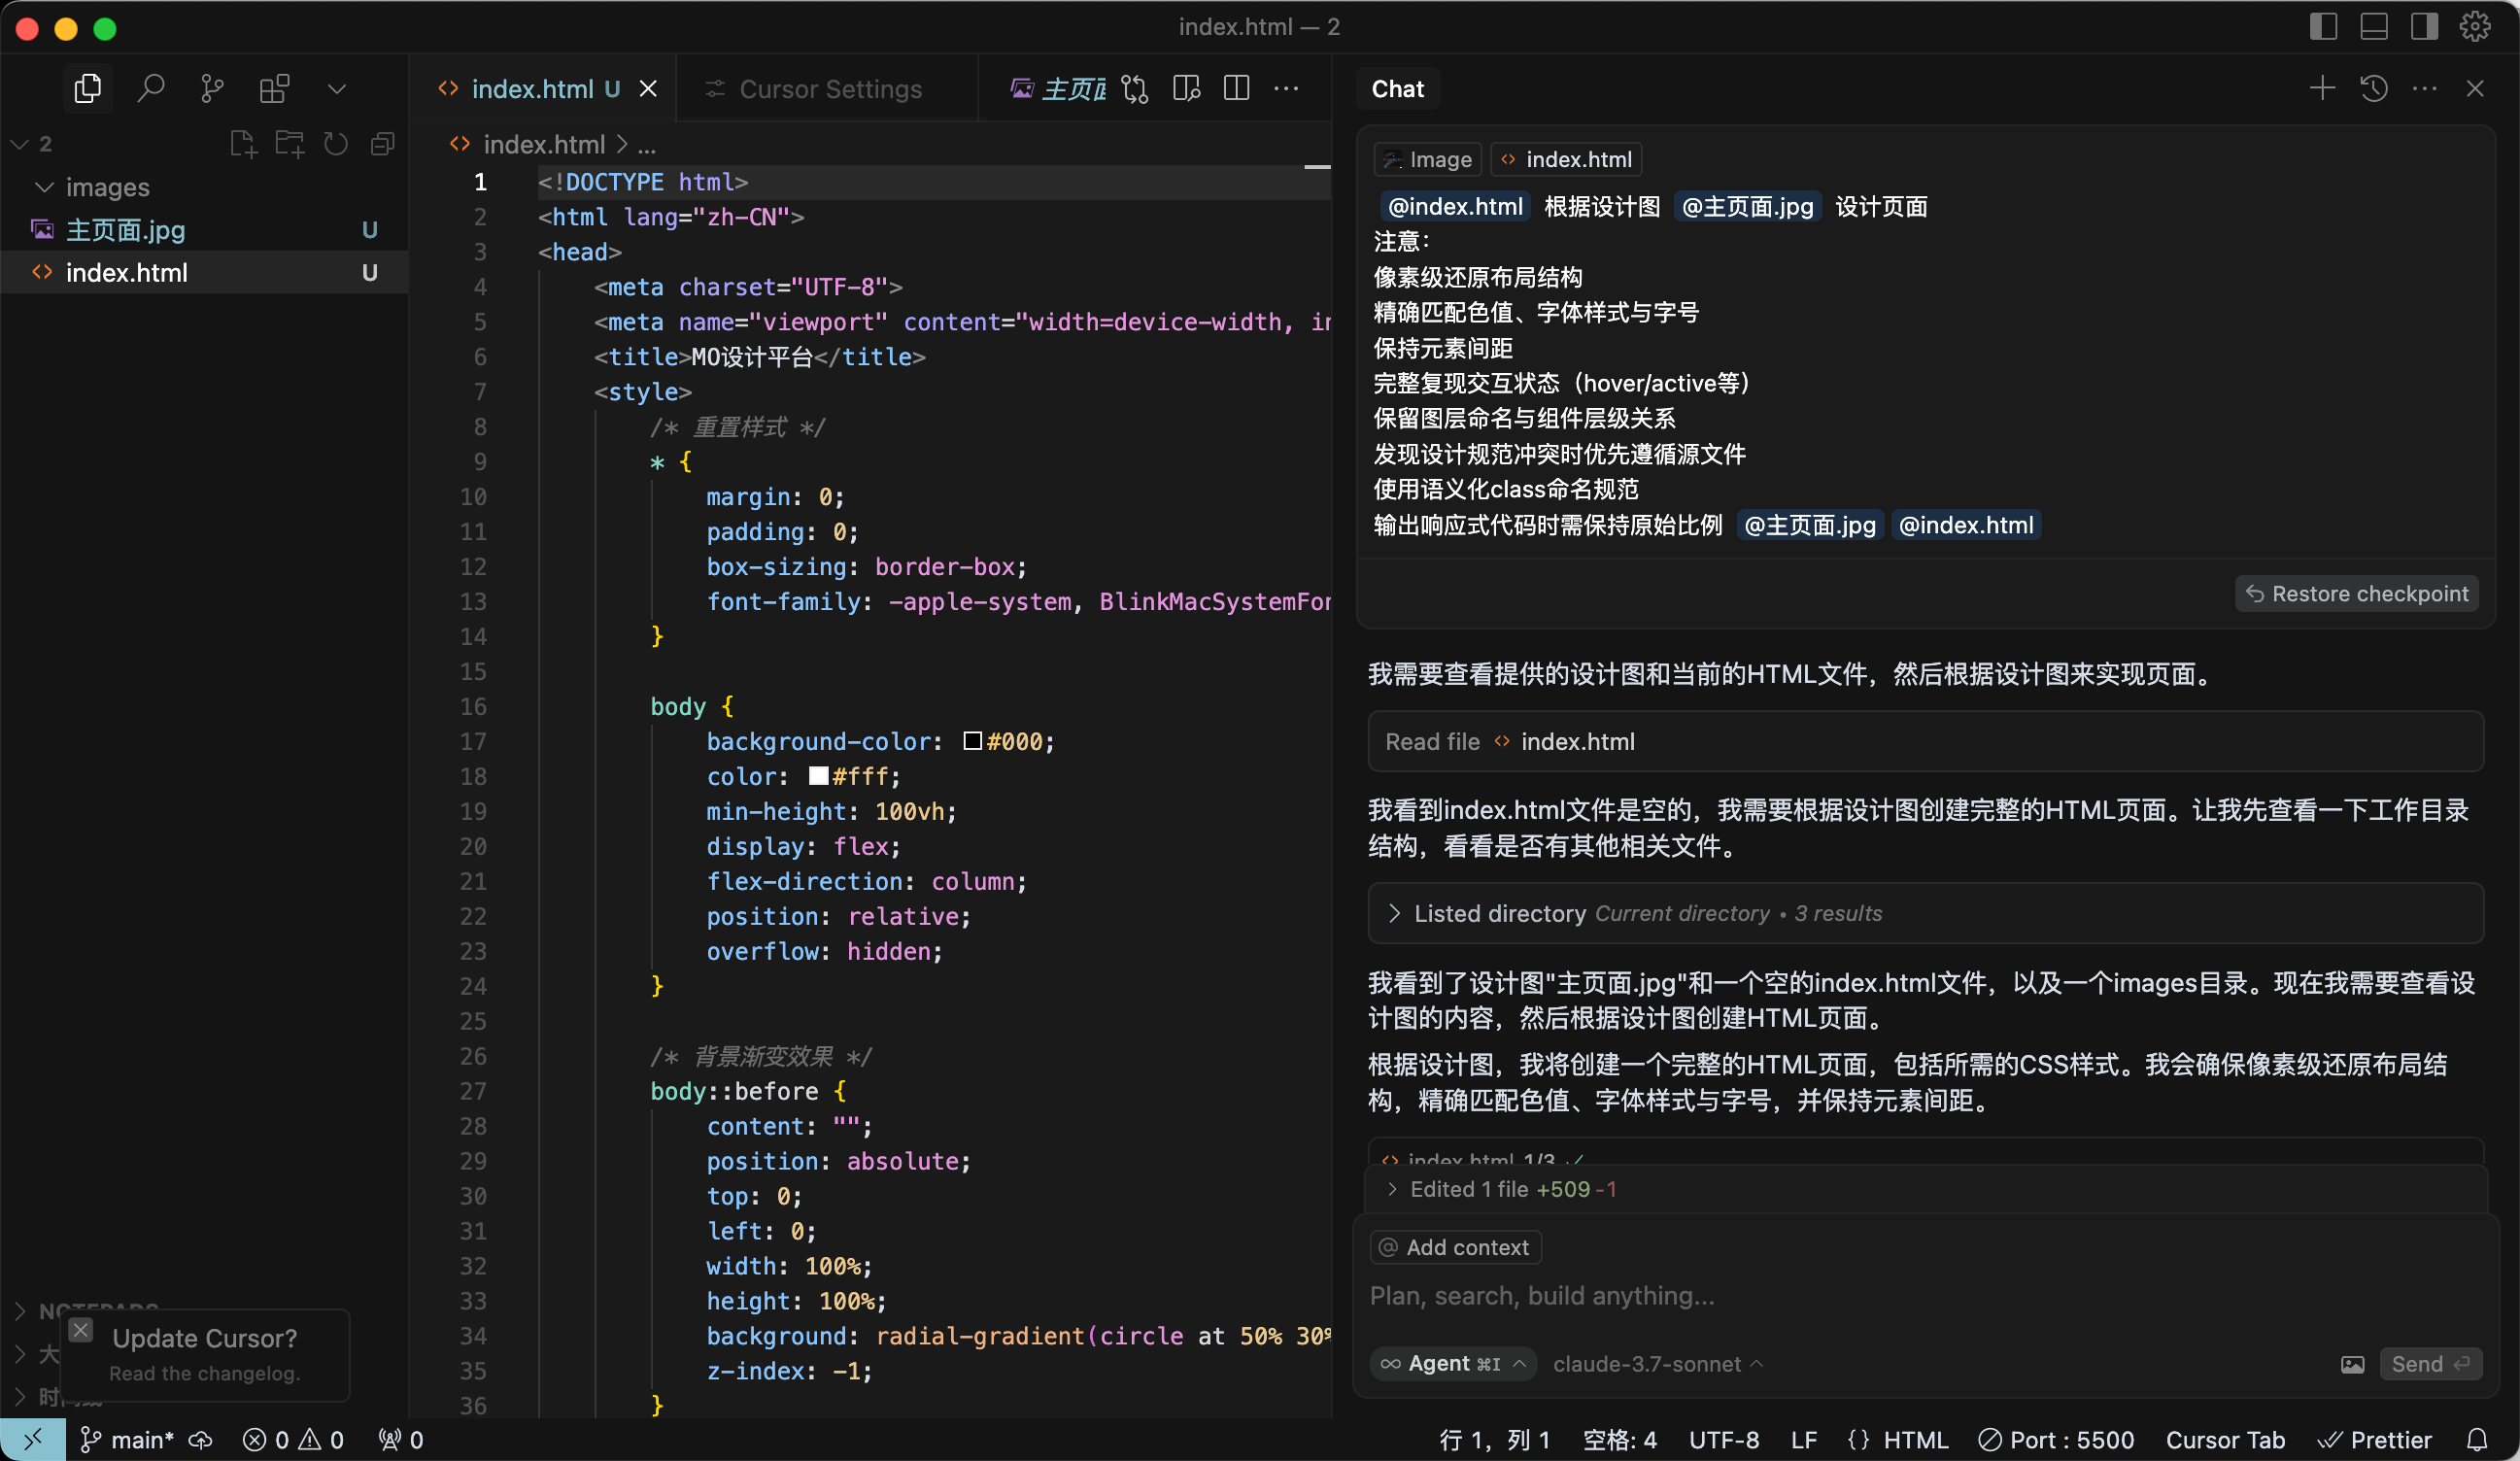 index.html — 2
index.html U
Cursor Settings
主页
Chat
2
images
主页面.jpg U
index.html U
index.html > ...
1 <!DOCTYPE html>
2 <html lang="zh-CN">
3 <head>
4 <meta charset="UTF-8">
5 <meta name="viewport" content="width=device-width, in
6 <title>MO设计平台</title>
7 <style>
8 /* 重置样式 */
9 * {
10 margin: 0;
11 padding: 0;
12 box-sizing: border-box;
13 font-family: -apple-system, BlinkMacSystemFon
14 }
15
16 body {
17 background-color: #000;
18 color: #fff;
19 min-height: 100vh;
20 display: flex;
21 flex-direction: column;
22 position: relative;
23 overflow: hidden;
24 }
25
26 /* 背景渐变效果 */
27 body::before {
28 content: "";
29 position: absolute;
30 top: 0;
31 left: 0;
32 width: 100%;
33 height: 100%;
34 background: radial-gradient(circle at 50% 30%
35 z-index: -1;
36 }
Image index.html
@index.html 根据设计图 @主页面.jpg 设计页面
注意：
像素级还原布局结构
精确匹配色值、字体样式与字号
保持元素间距
完整复现交互状态（hover/active等）
保留图层命名与组件层级关系
发现设计规范冲突时优先遵循源文件
使用语义化class命名规范
输出响应式代码时需保持原始比例 @主页面.jpg @index.html
Restore checkpoint
我需要查看提供的设计图和当前的HTML文件，然后根据设计图来实现页面。
Read file index.html
我看到index.html文件是空的，我需要根据设计图创建完整的HTML页面。让我先查看一下工作目录
结构，看看是否有其他相关文件。
Listed directory Current directory • 3 results
我看到了设计图"主页面.jpg"和一个空的index.html文件，以及一个images目录。现在我需要查看设
计图的内容，然后根据设计图创建HTML页面。
根据设计图，我将创建一个完整的HTML页面，包括所需的CSS样式。我会确保像素级还原布局结
构，精确匹配色值、字体样式与字号，并保持元素间距。
index.html 1/3
Edited 1 file +509 -1
@ Add context
Plan, search, build anything...
Agent ⌘I claude-3.7-sonnet
Send
NOTEPADS
大
Update Cursor?
Read the changelog.
main* 0 0 0
行 1，列 1 空格: 4 UTF-8 LF {} HTML Port : 5500 Cursor Tab Prettier